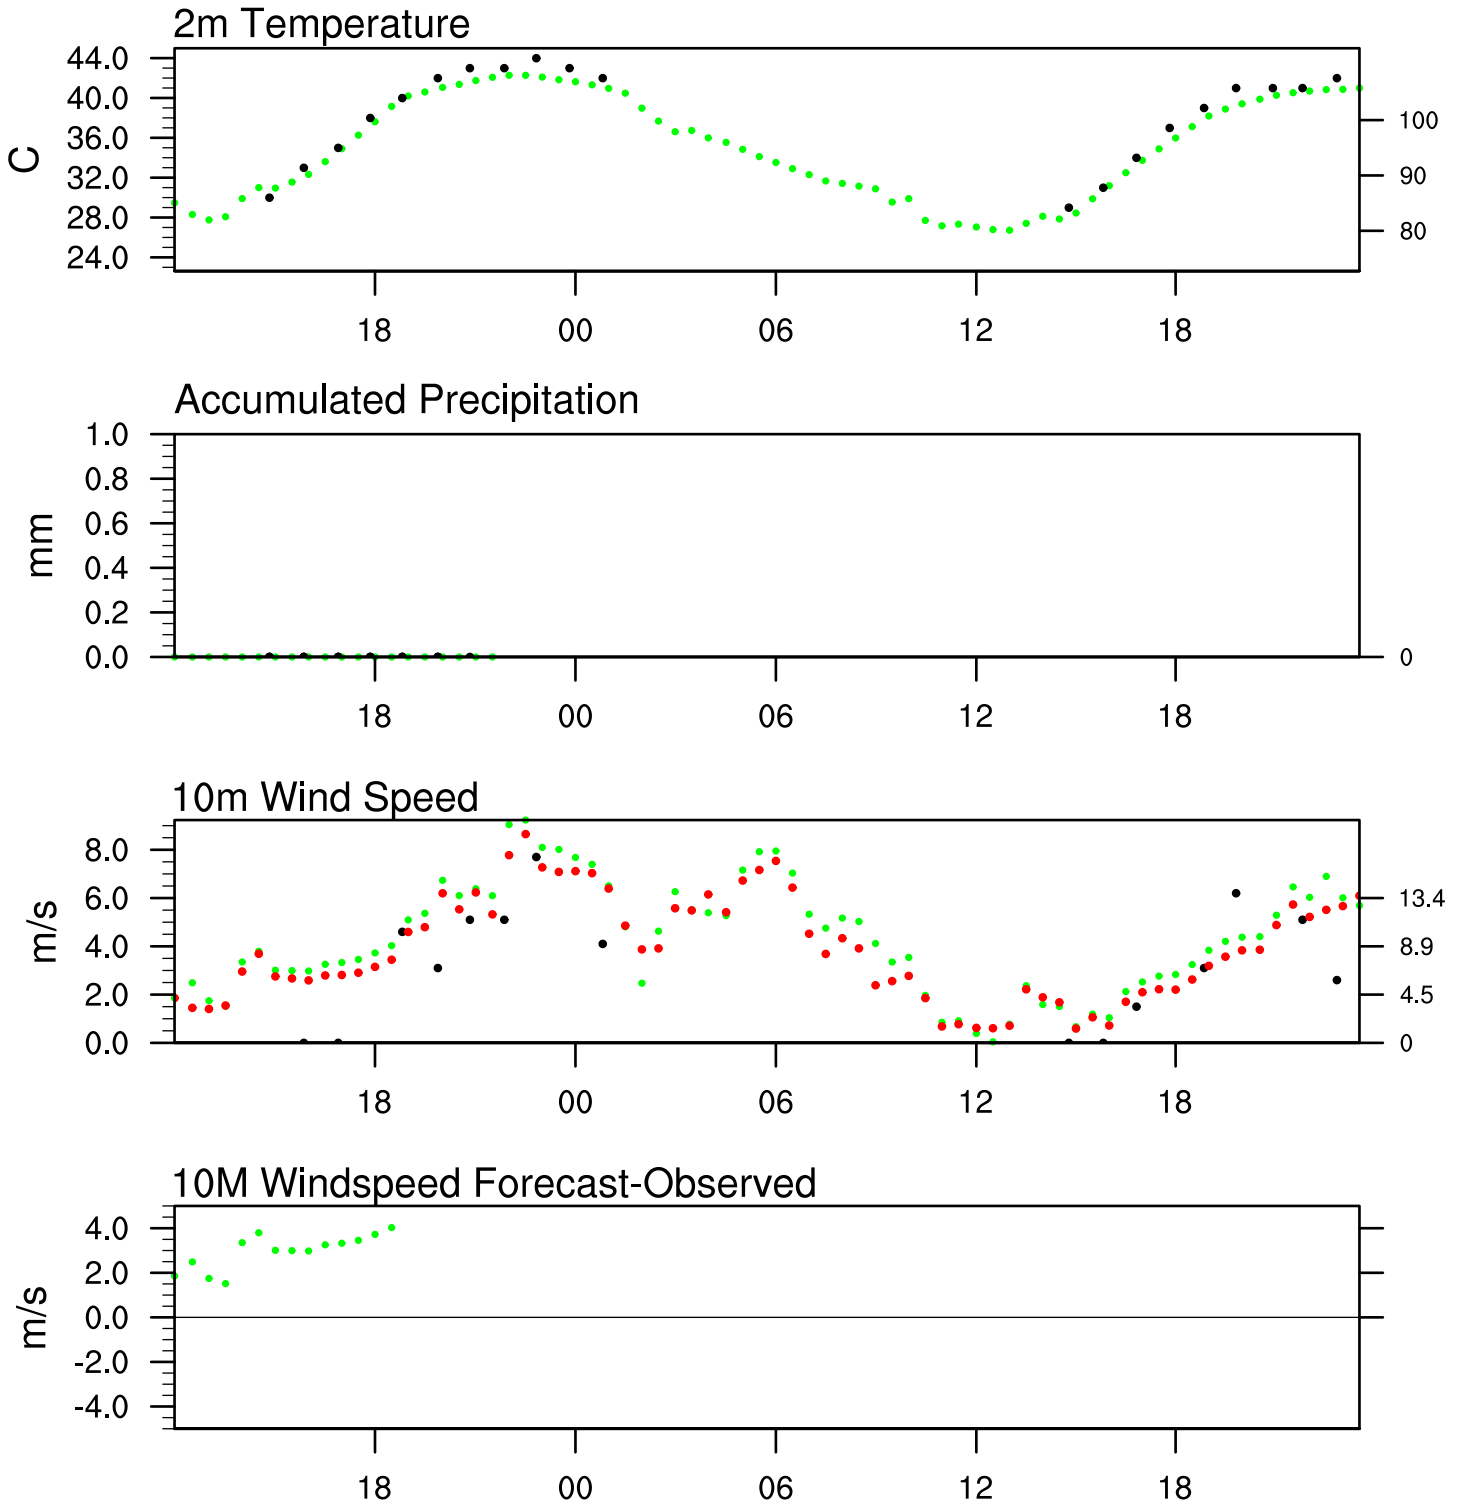 2m Temperature
44.0
40.0
36.0
32.0
28.0
24.0
C
100
90
80
18 00 06 12 18
Accumulated Precipitation
1.0
0.8
0.6
0.4
0.2
0.0
mm
0
18 00 06 12 18
10m Wind Speed
8.0
6.0
4.0
2.0
0.0
m/s
13.4
8.9
4.5
0
18 00 06 12 18
10M Windspeed Forecast-Observed
4.0
2.0
0.0
-2.0
-4.0
m/s
18 00 06 12 18